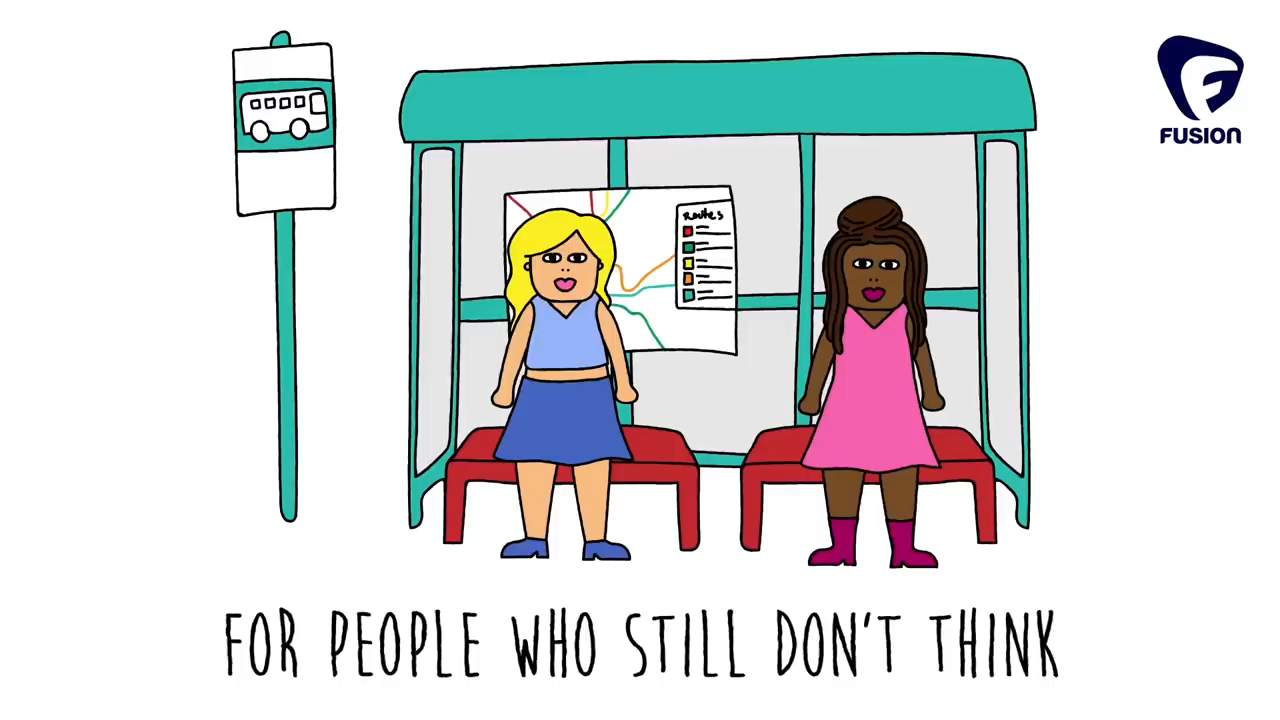 FUSION
Routes
FOR PEOPLE WHO STILL DON'T THINK